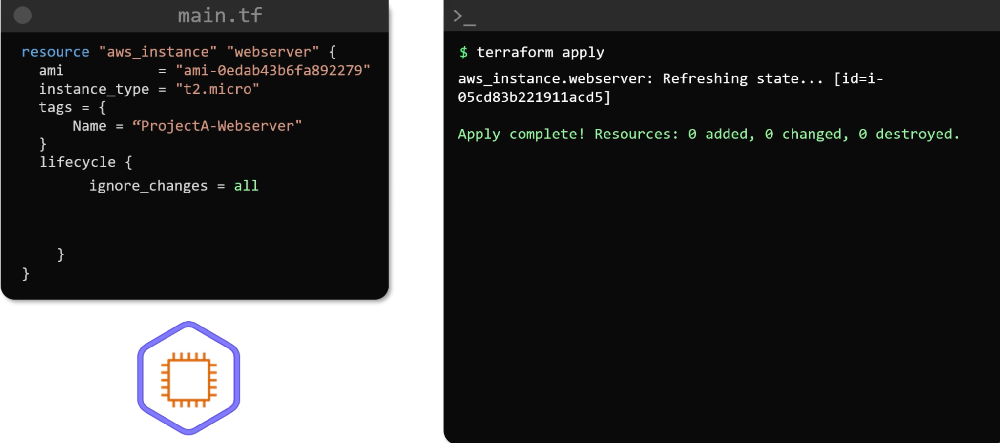 main.tf
resource "aws_instance" "webserver" {
  ami           = "ami-0edab43b6fa892279"
  instance_type = "t2.micro"
  tags = {
      Name = “ProjectA-Webserver"
  }
  lifecycle {
        ignore_changes = all
    }
}
>_
$ terraform apply
aws_instance.webserver: Refreshing state... [id=i-
05cd83b221911acd5]
Apply complete! Resources: 0 added, 0 changed, 0 destroyed.